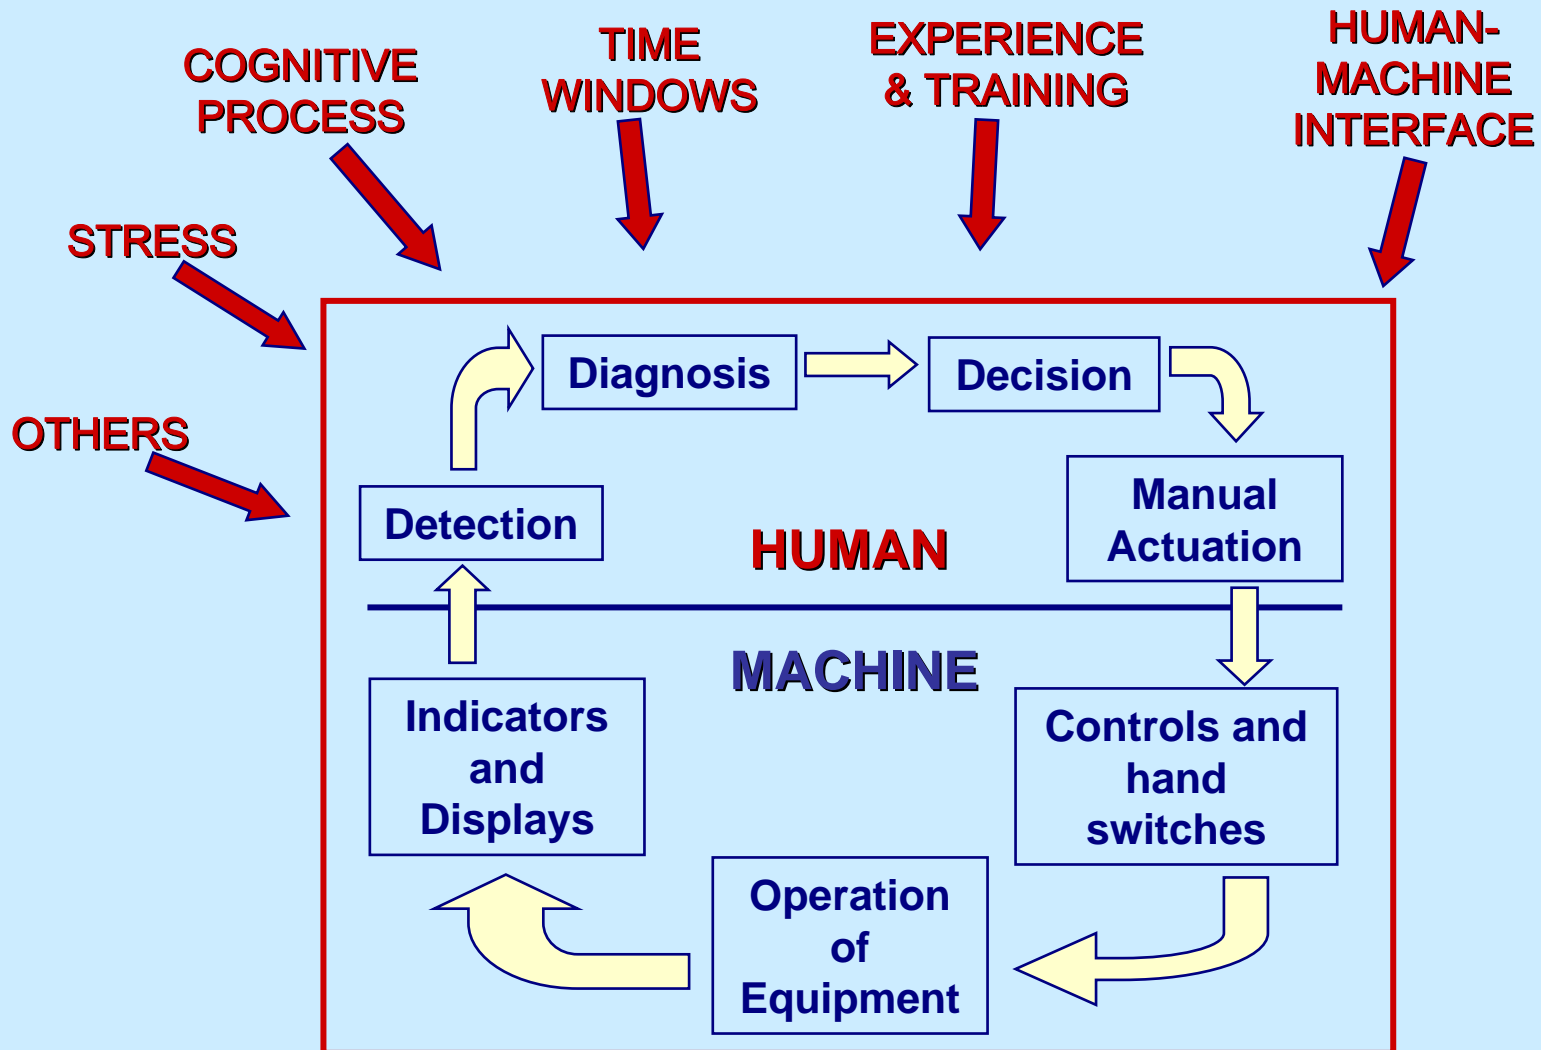 COGNITIVE
PROCESS
TIME
WINDOWS
EXPERIENCE
& TRAINING
HUMAN-
MACHINE
INTERFACE
STRESS
OTHERS
Diagnosis
Decision
Detection
Manual
Actuation
HUMAN
MACHINE
Indicators
and
Displays
Controls and
hand
switches
Operation
of
Equipment